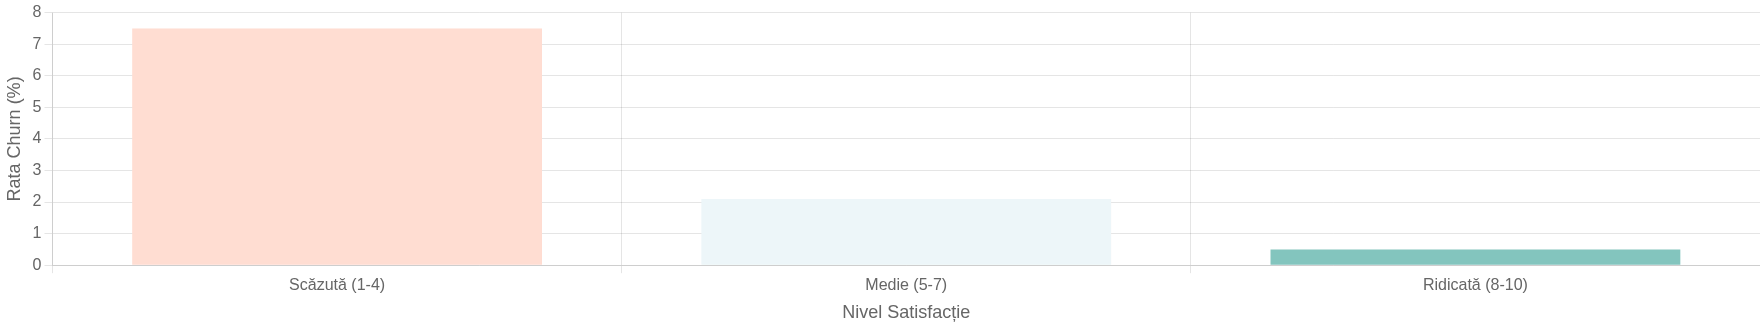 8
7
6
5
4
3
2
1
0
Rata Churn (%)
Scăzută (1-4)
Medie (5-7)
Ridicată (8-10)
Nivel Satisfacție